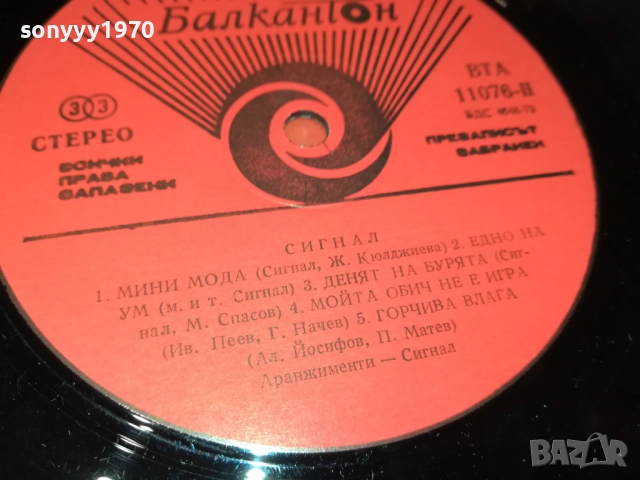 sonyyy1970
Балкантон
ВТА
11076-II
БДС
33
СТЕРЕО
ВСИЧКИ
ПРАВА
ЗАПАЗЕНИ
ПРЕЗАПИСЪТ
ЗАБРАНЕН
СИГНАЛ
1. МИНИ МОДА (Сигнал, Ж. Кюлджиева) 2. ЕДНО НА
УМ (м. и т. Сигнал) 3. ДЕНЯТ НА БУРЯТА (Сиг-
нал, М. Спасов) 4. МОЙТА ОБИЧ НЕ Е ИГРА
(Ив. Пеев, Г. Начев) 5. ГОРЧИВА ВЛАГА
(Ал. Йосифов, П. Матев)
Аранжименти — Сигнал
BAZAR